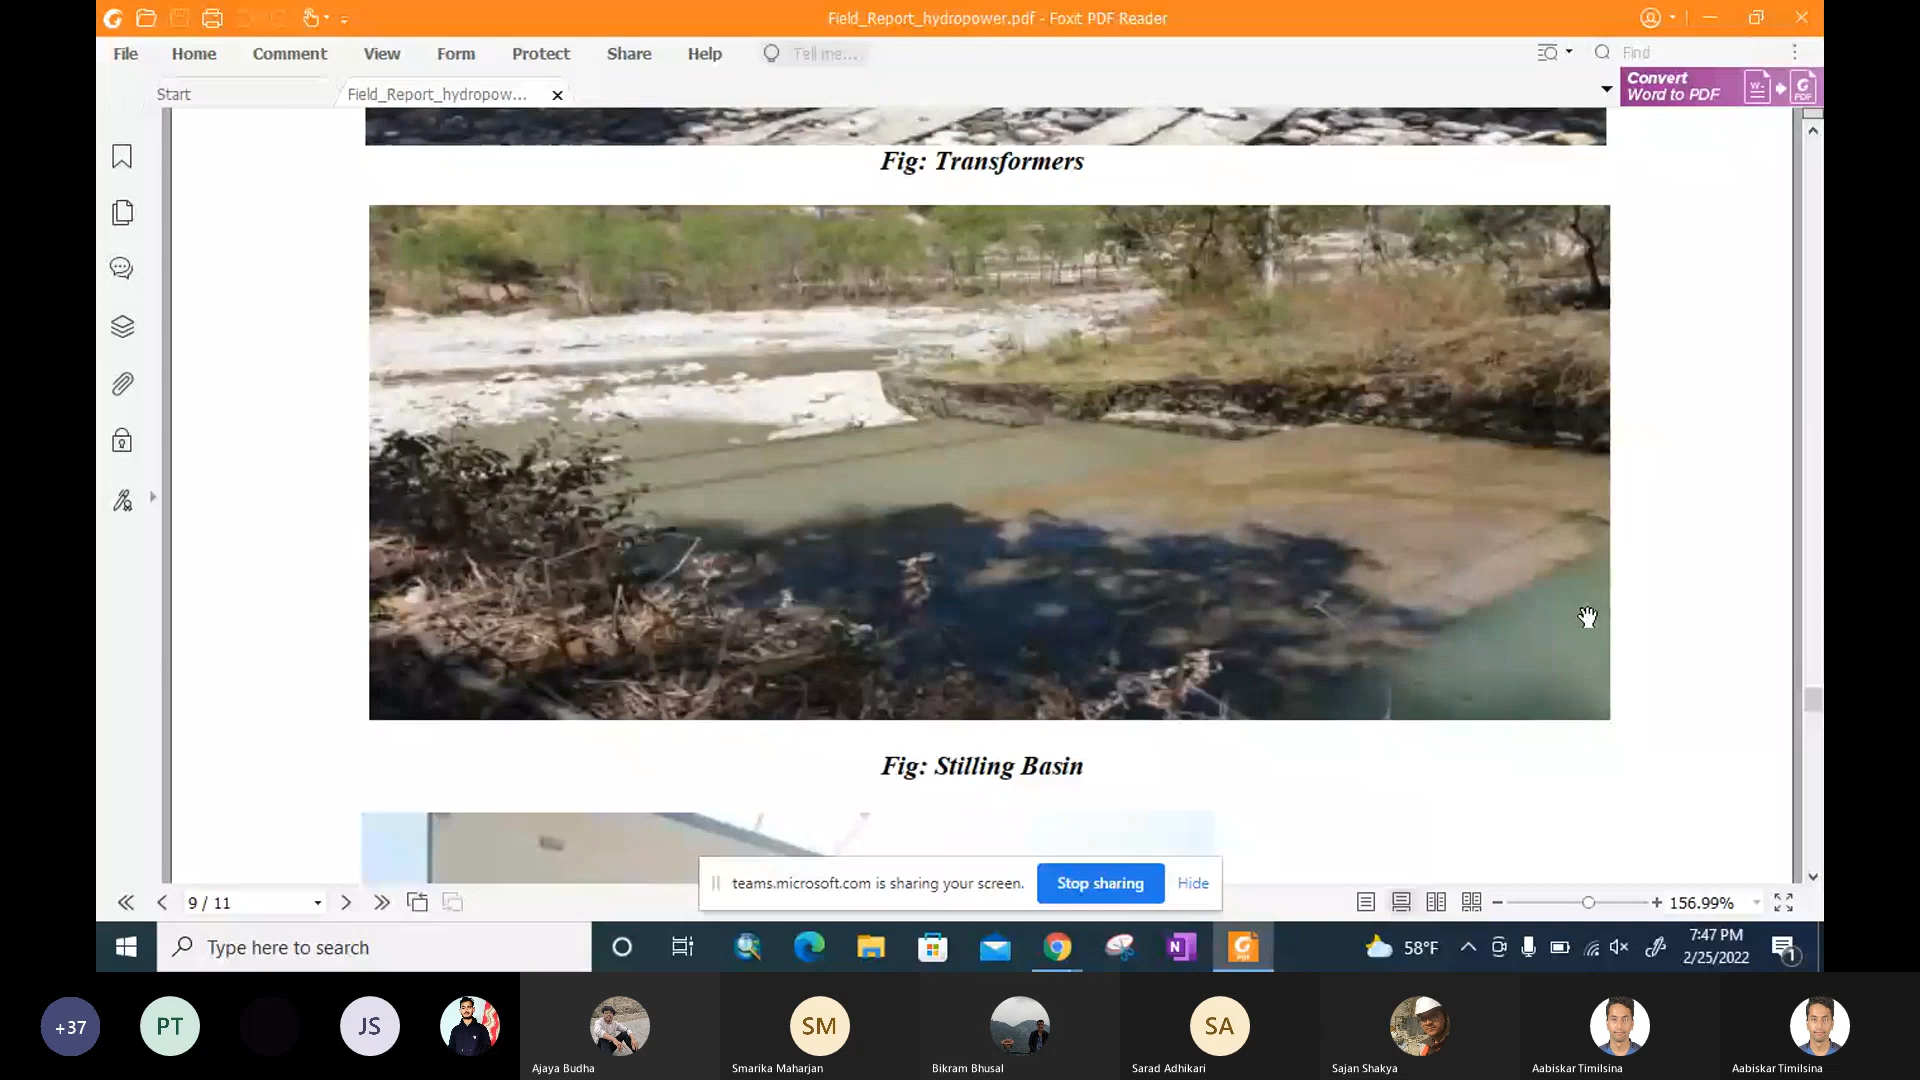 Field_Report_hydropower.pdf - Foxit PDF Reader
File Home Comment View Form Protect Share Help Tell me... Find
Convert
Word to PDF
Start Field_Report_hydropow...
Fig: Transformers
Fig: Stilling Basin
teams.microsoft.com is sharing your screen. Stop sharing Hide
9 / 11 156.99%
Type here to search 58°F 7:47 PM
2/25/2022 1
+37 PT JS SM SA
Ajaya Budha Smarika Maharjan Bikram Bhusal Sarad Adhikari Sajan Shakya Aabiskar Timilsina Aabiskar Timilsina